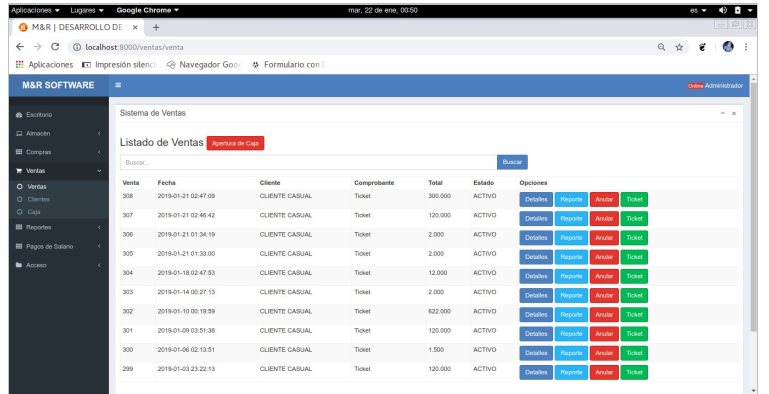 Aplicaciones Lugares Google Chrome mar, 22 de ene, 00:50 es
M&R | DESARROLLO DE S
localhost:8000/ventas/venta
Aplicaciones Impresión silenc Navegador Goo Formulario con
M&R SOFTWARE Online Administrador
Escritorio
Almacén
Compras
Ventas
Ventas
Clientes
Caja
Reportes
Pagos de Salario
Acceso
Sistema de Ventas
Listado de Ventas Apertura de Caja
Buscar... Buscar
Venta Fecha Cliente Comprobante Total Estado Opciones
308 2019-01-21 02:47:09 CLIENTE CASUAL Ticket 300.000 ACTIVO Detalles Reporte Anular Ticket
307 2019-01-21 02:46:42 CLIENTE CASUAL Ticket 120.000 ACTIVO Detalles Reporte Anular Ticket
306 2019-01-21 01:34:19 CLIENTE CASUAL Ticket 2.000 ACTIVO Detalles Reporte Anular Ticket
305 2019-01-21 01:33:00 CLIENTE CASUAL Ticket 2.000 ACTIVO Detalles Reporte Anular Ticket
304 2019-01-18 02:47:53 CLIENTE CASUAL Ticket 12.000 ACTIVO Detalles Reporte Anular Ticket
303 2019-01-14 00:27:13 CLIENTE CASUAL Ticket 2.000 ACTIVO Detalles Reporte Anular Ticket
302 2019-01-10 00:19:59 CLIENTE CASUAL Ticket 622.000 ACTIVO Detalles Reporte Anular Ticket
301 2019-01-09 03:51:38 CLIENTE CASUAL Ticket 120.000 ACTIVO Detalles Reporte Anular Ticket
300 2019-01-06 02:13:51 CLIENTE CASUAL Ticket 1.500 ACTIVO Detalles Reporte Anular Ticket
299 2019-01-03 23:22:13 CLIENTE CASUAL Ticket 120.000 ACTIVO Detalles Reporte Anular Ticket